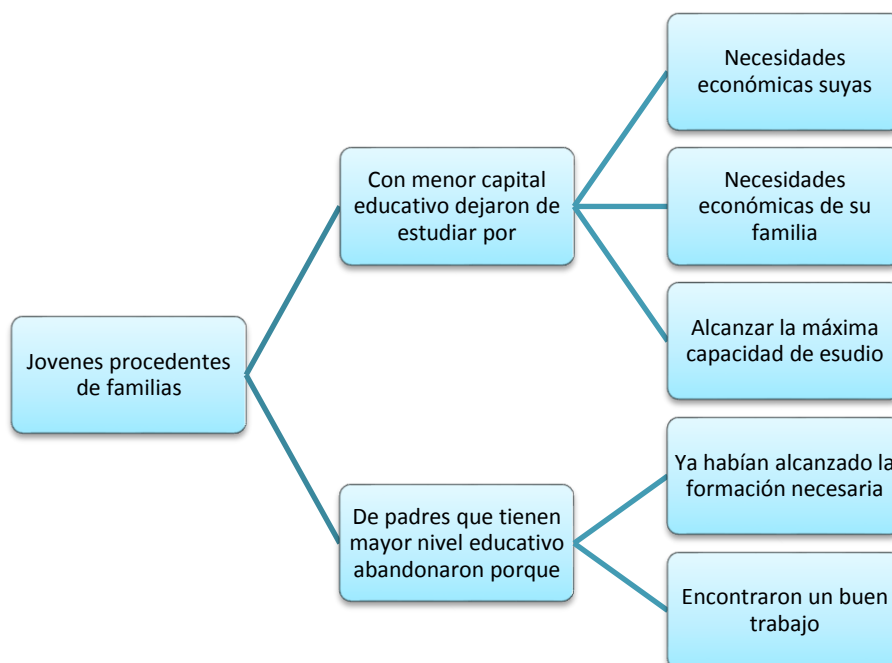 Jovenes procedentes
de familias
Con menor capital
educativo dejaron de
estudiar por
Necesidades
económicas suyas
Necesidades
económicas de su
familia
Alcanzar la máxima
capacidad de esudio
De padres que tienen
mayor nivel educativo
abandonaron porque
Ya habían alcanzado la
formación necesaria
Encontraron un buen
trabajo